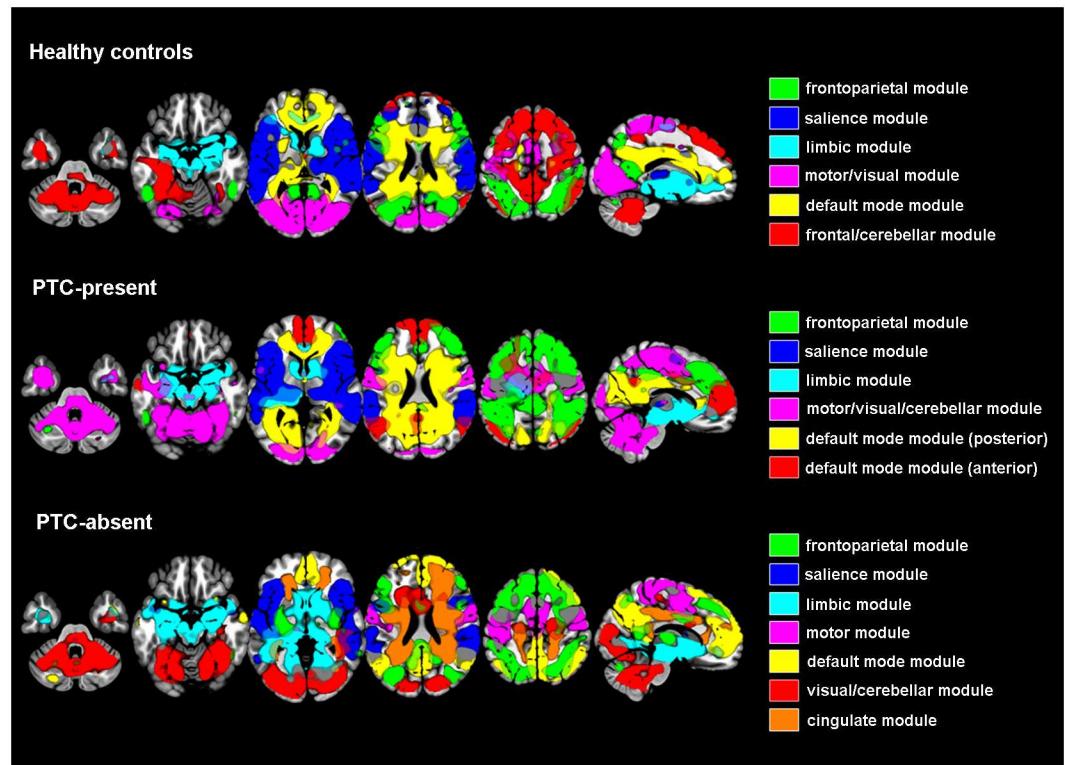 Healthy controls
frontoparietal module
salience module
limbic module
motor/visual module
default mode module
frontal/cerebellar module
PTC-present
frontoparietal module
salience module
limbic module
motor/visual/cerebellar module
default mode module (posterior)
default mode module (anterior)
PTC-absent
frontoparietal module
salience module
limbic module
motor module
default mode module
visual/cerebellar module
cingulate module